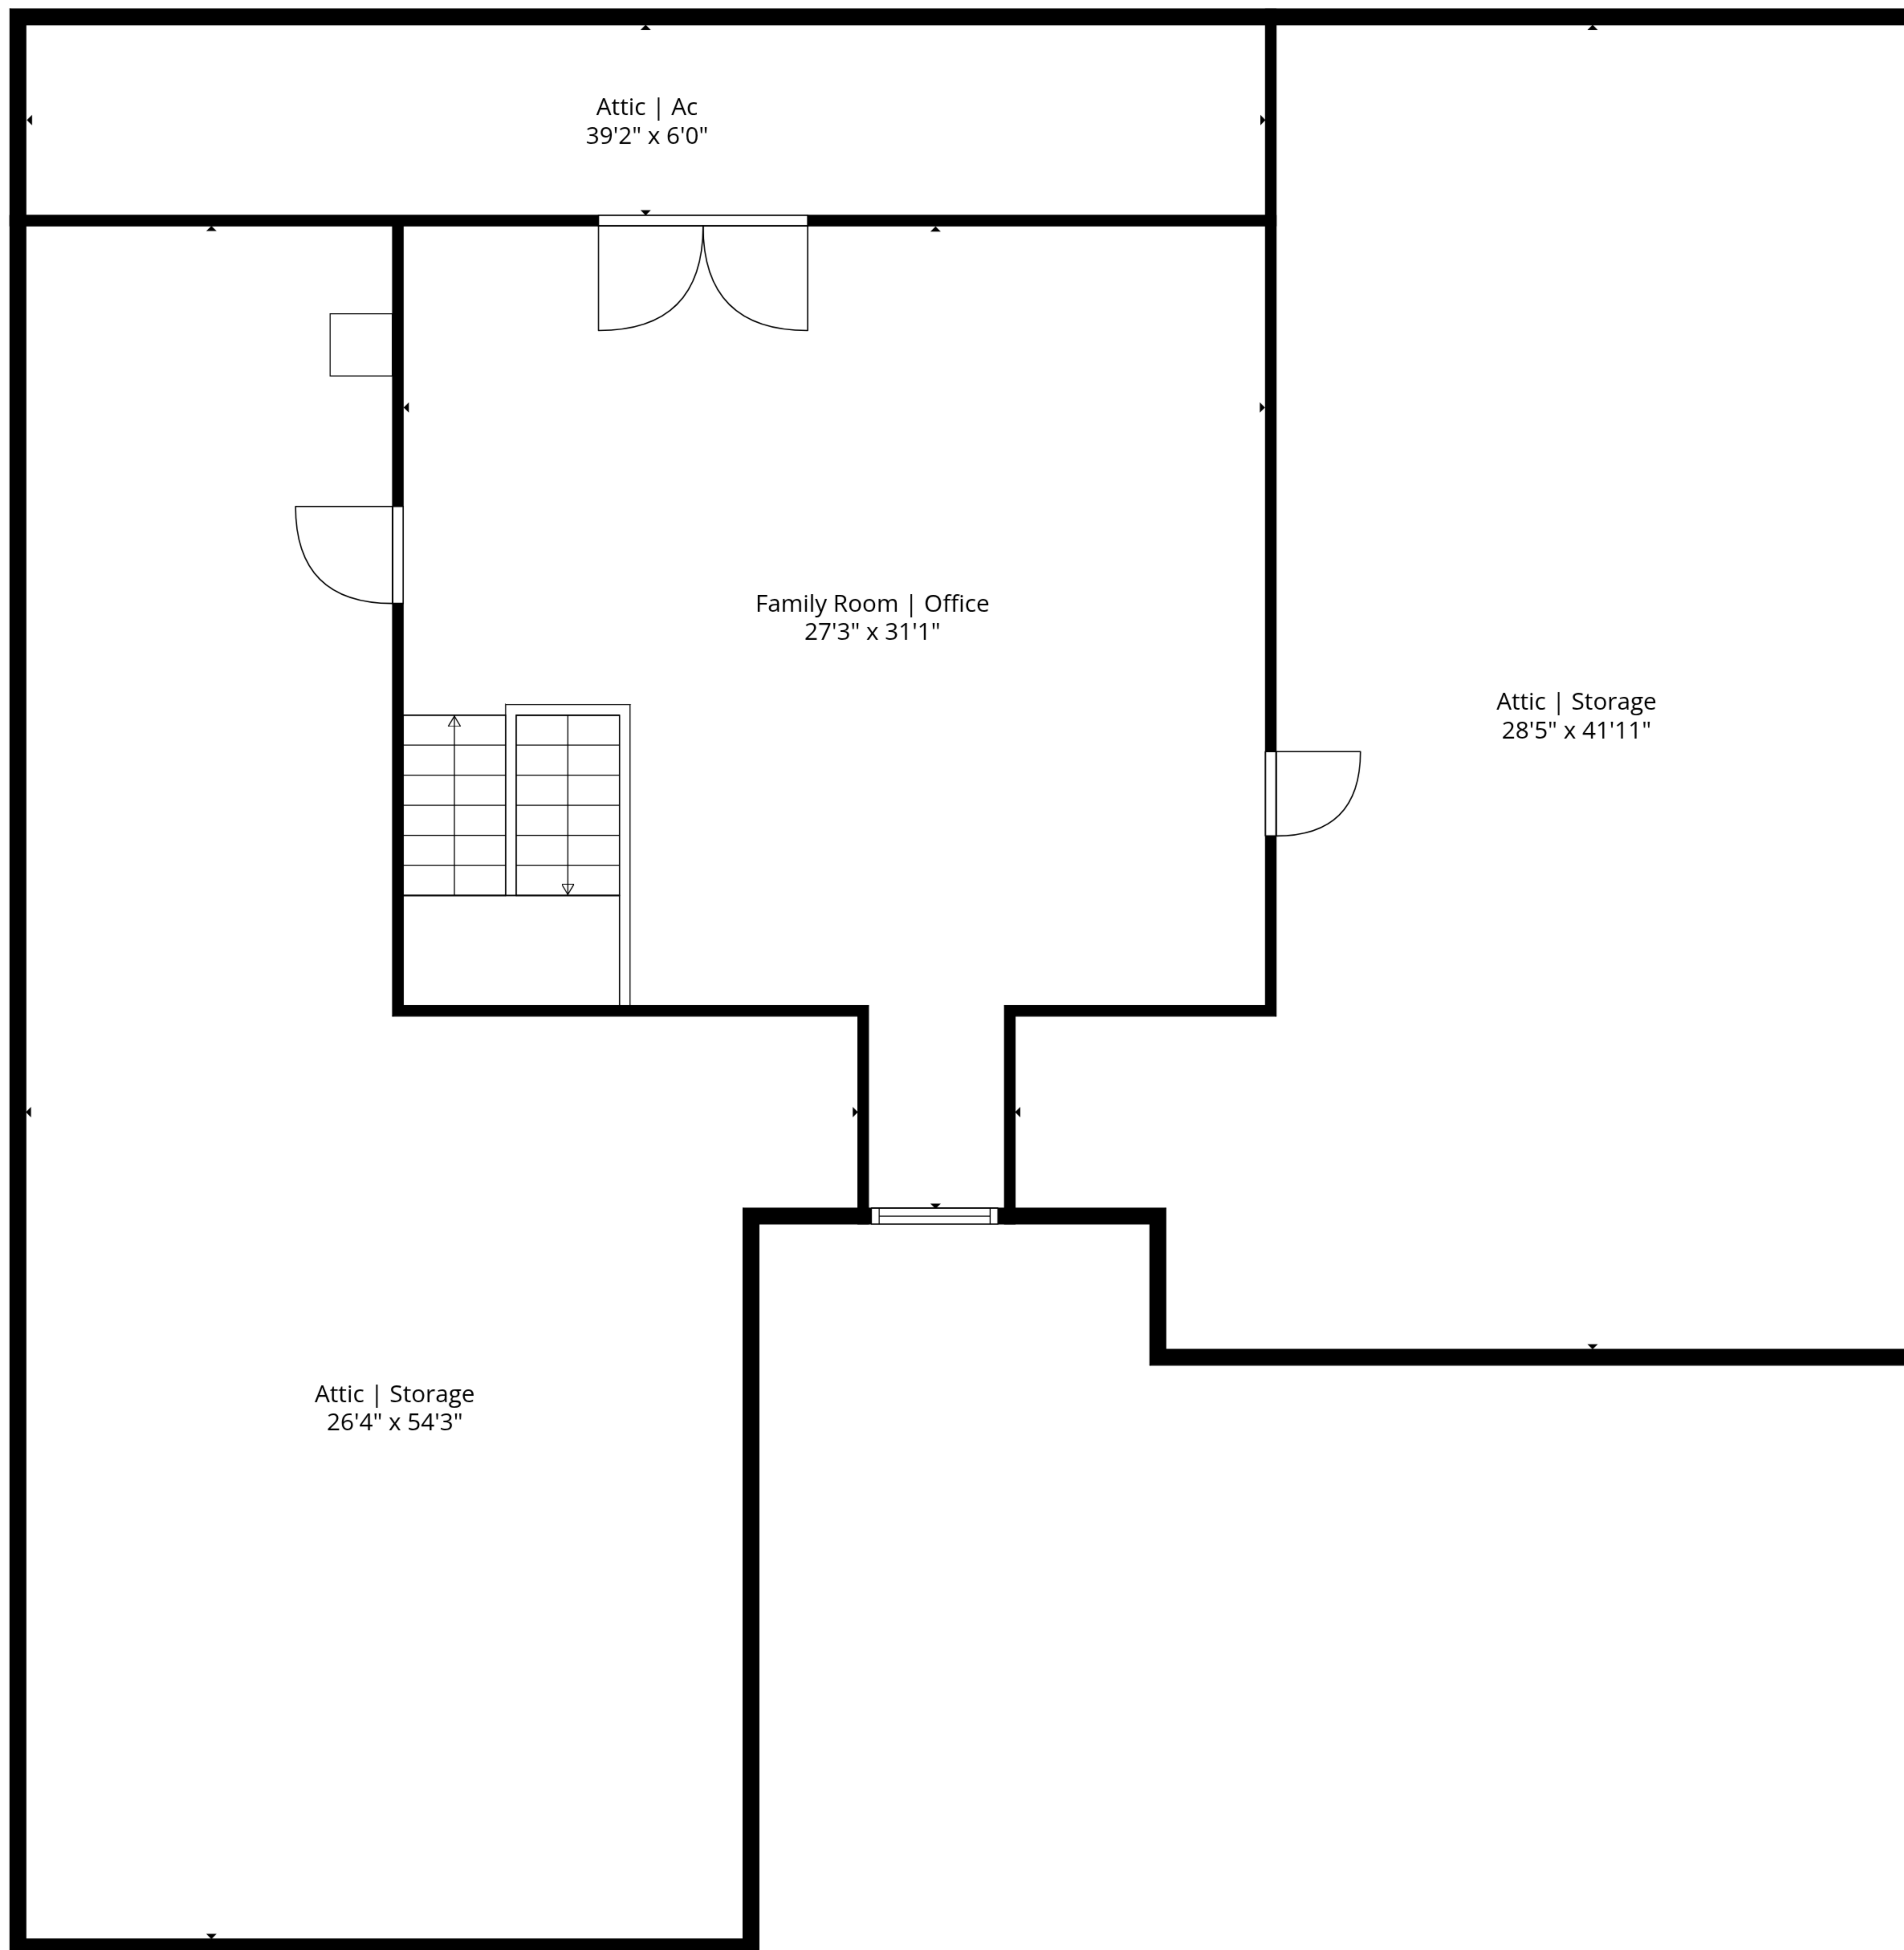 Attic | Ac
39'2" x 6'0"
Family Room | Office
27'3" x 31'1"
Attic | Storage
28'5" x 41'11"
Attic | Storage
26'4" x 54'3"